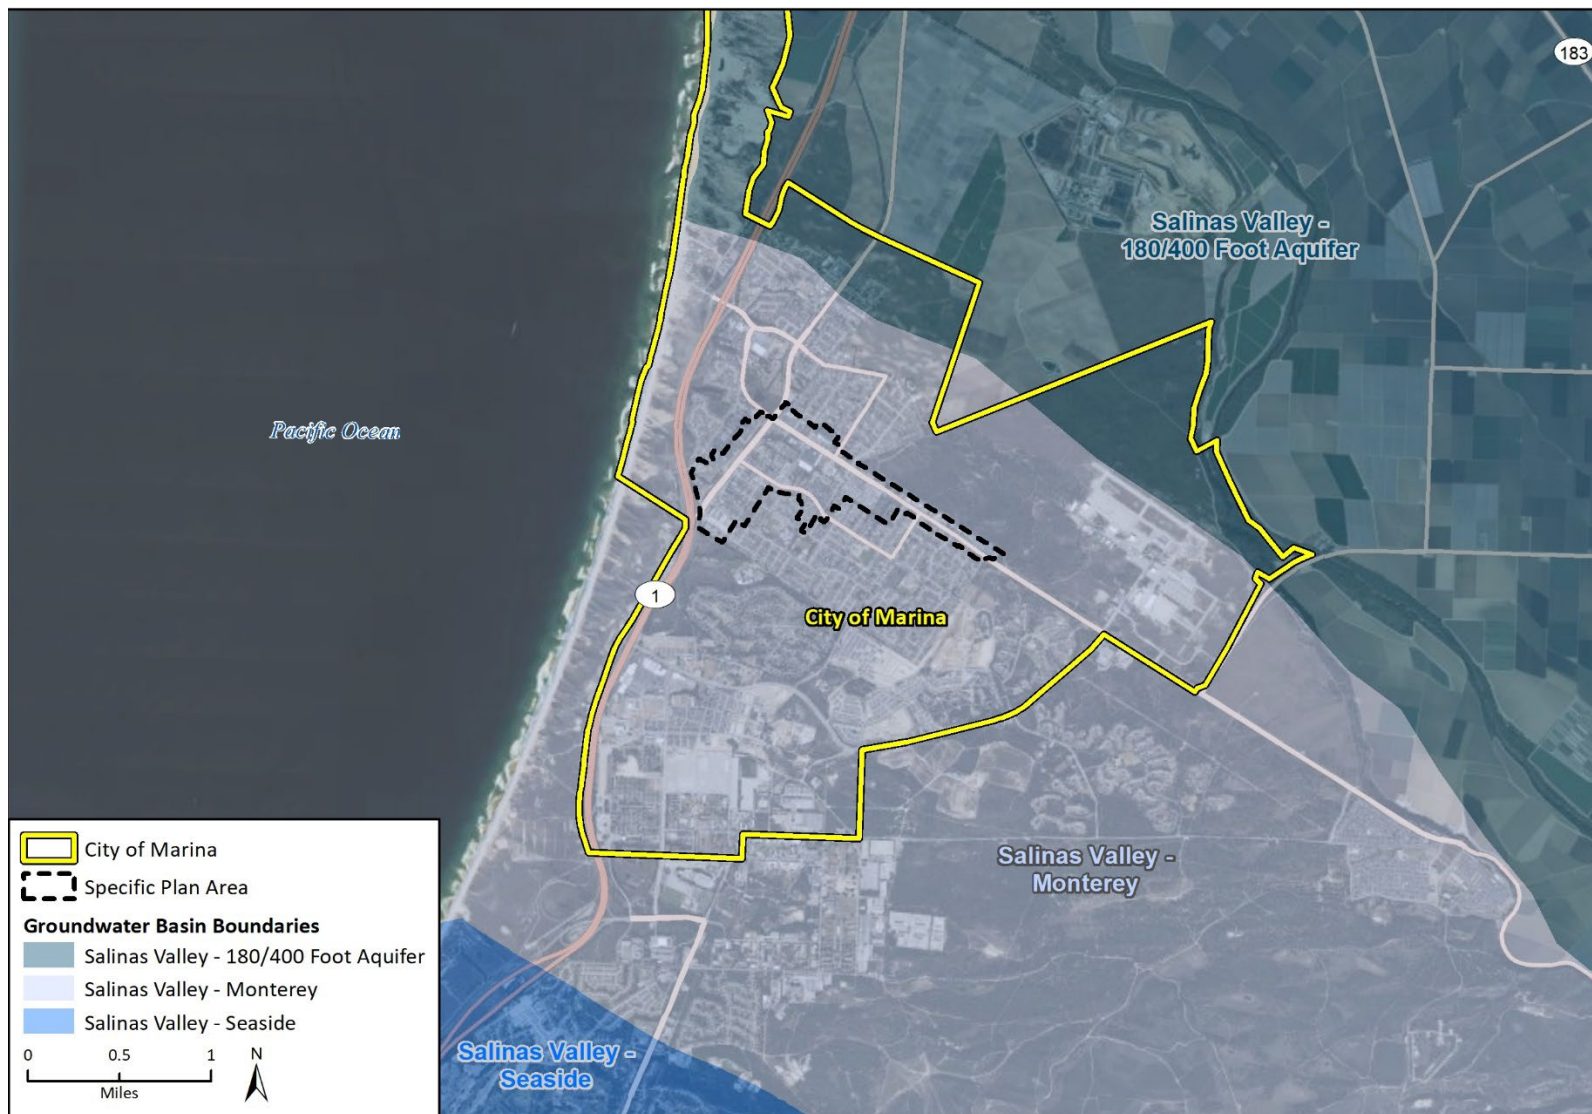 183
Salinas Valley -
180/400 Foot Aquifer
Pacific Ocean
1
City of Marina
Salinas Valley -
Monterey
Salinas Valley -
Seaside
City of Marina
Specific Plan Area
Groundwater Basin Boundaries
Salinas Valley - 180/400 Foot Aquifer
Salinas Valley - Monterey
Salinas Valley - Seaside
0 0.5 1
Miles
N